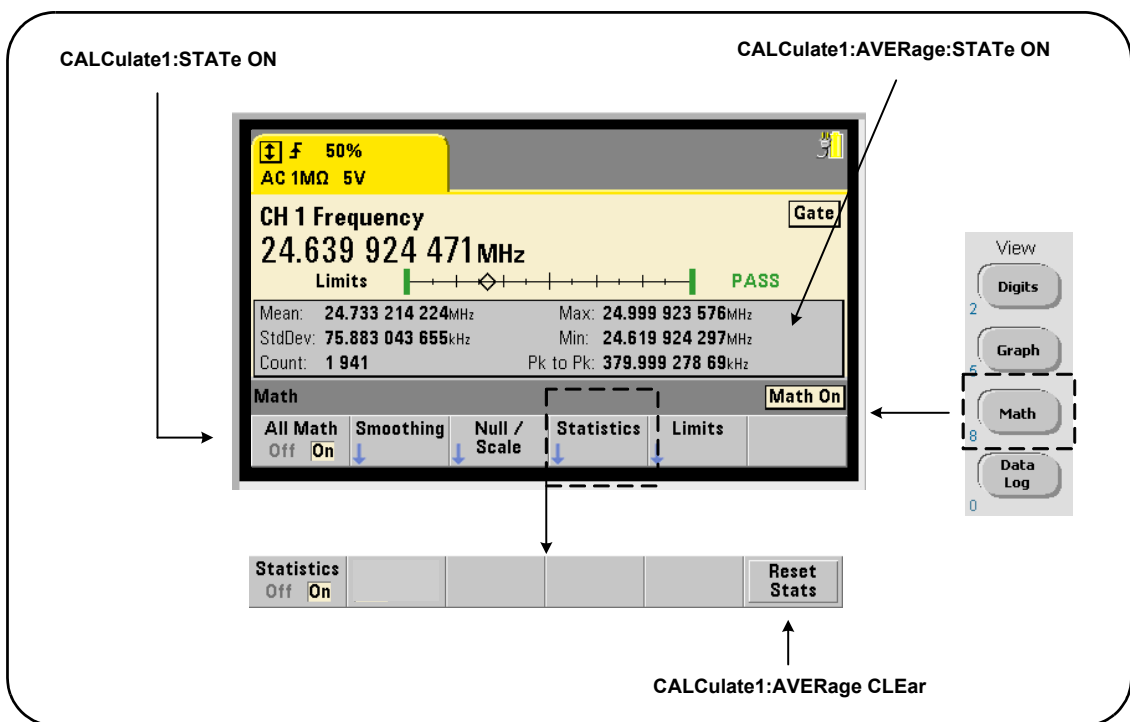 CALCulate1:STATe ON
CALCulate1:AVERage:STATe ON
50%
AC 1MΩ 5V
CH 1 Frequency
Gate
24.639 924 471 MHz
Limits
PASS
Mean: 24.733 214 224MHz Max: 24.999 923 576MHz
StdDev: 75.883 043 655kHz Min: 24.619 924 297MHz
Count: 1 941 Pk to Pk: 379.999 278 69kHz
Math
Math On
All Math
Off On
Smoothing
Null /
Scale
Statistics
Limits
View
Digits
2
Graph
Math
8
Data
Log
0
Statistics
Off On
Reset
Stats
CALCulate1:AVERage CLEar